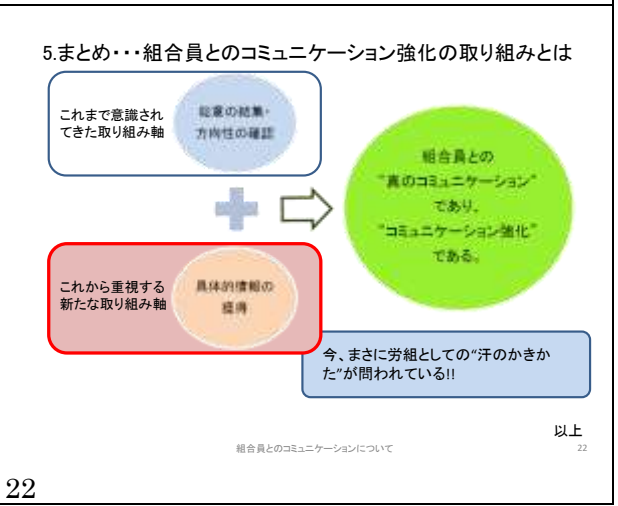 5.まとめ・・・組合員とのコミュニケーション強化の取り組みとは
これまで意識され
てきた取り組み軸
総意の結集・
方向性の確認
組合員との
“真のコミュニケーション”
であり、
“コミュニケーション強化”
である。
これから重視する
新たな取り組み軸
具体的情報の
獲得
今、まさに労組としての“汗のかきか
た”が問われている!!
以上
組合員とのコミュニケーションについて
22
22